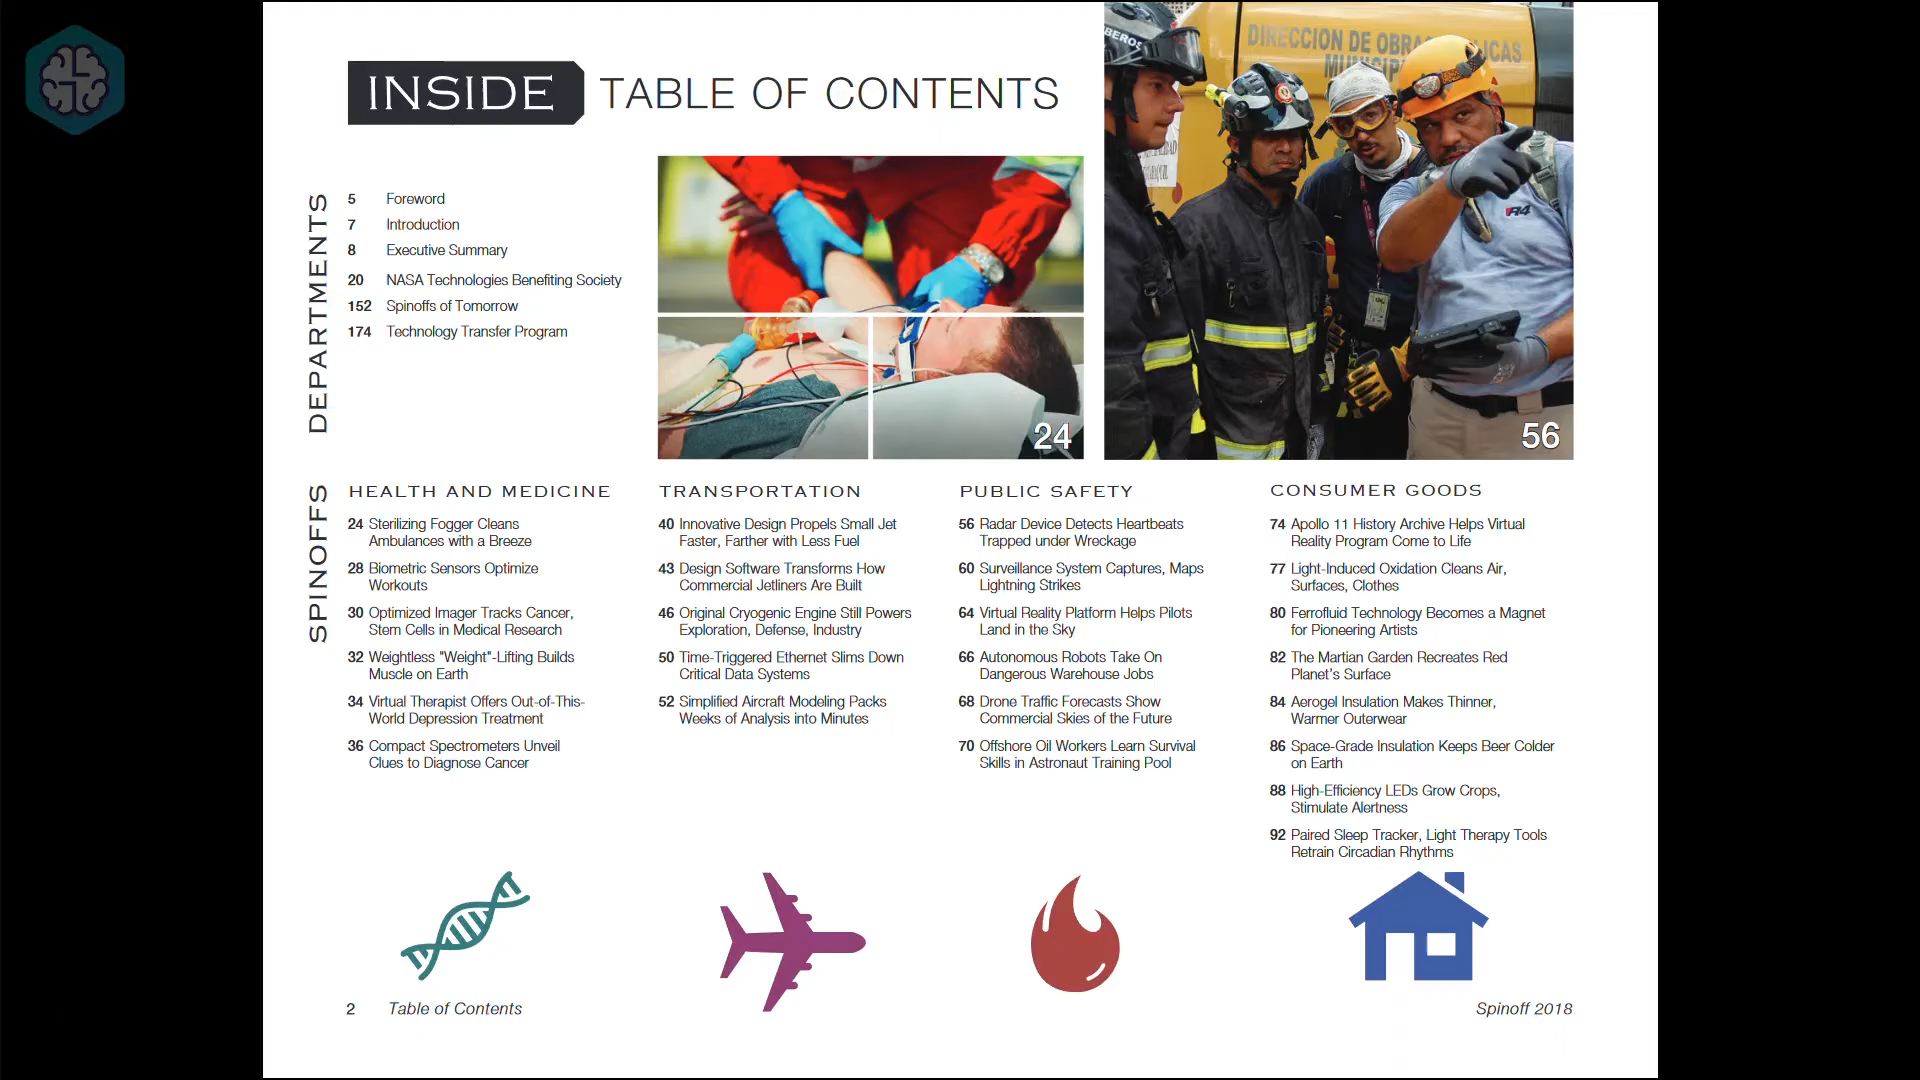 INSIDE TABLE OF CONTENTS
DEPARTMENTS
5 Foreword
7 Introduction
8 Executive Summary
20 NASA Technologies Benefiting Society
152 Spinoffs of Tomorrow
174 Technology Transfer Program
24
BEROS
DIRECCION DE OBRAS PUBLICAS
R4
56
SPINOFFS
HEALTH AND MEDICINE
24 Sterilizing Fogger Cleans
Ambulances with a Breeze
28 Biometric Sensors Optimize
Workouts
30 Optimized Imager Tracks Cancer,
Stem Cells in Medical Research
32 Weightless "Weight"-Lifting Builds
Muscle on Earth
34 Virtual Therapist Offers Out-of-This-
World Depression Treatment
36 Compact Spectrometers Unveil
Clues to Diagnose Cancer
TRANSPORTATION
40 Innovative Design Propels Small Jet
Faster, Farther with Less Fuel
43 Design Software Transforms How
Commercial Jetliners Are Built
46 Original Cryogenic Engine Still Powers
Exploration, Defense, Industry
50 Time-Triggered Ethernet Slims Down
Critical Data Systems
52 Simplified Aircraft Modeling Packs
Weeks of Analysis into Minutes
PUBLIC SAFETY
56 Radar Device Detects Heartbeats
Trapped under Wreckage
60 Surveillance System Captures, Maps
Lightning Strikes
64 Virtual Reality Platform Helps Pilots
Land in the Sky
66 Autonomous Robots Take On
Dangerous Warehouse Jobs
68 Drone Traffic Forecasts Show
Commercial Skies of the Future
70 Offshore Oil Workers Learn Survival
Skills in Astronaut Training Pool
CONSUMER GOODS
74 Apollo 11 History Archive Helps Virtual
Reality Program Come to Life
77 Light-Induced Oxidation Cleans Air,
Surfaces, Clothes
80 Ferrofluid Technology Becomes a Magnet
for Pioneering Artists
82 The Martian Garden Recreates Red
Planet's Surface
84 Aerogel Insulation Makes Thinner,
Warmer Outerwear
86 Space-Grade Insulation Keeps Beer Colder
on Earth
88 High-Efficiency LEDs Grow Crops,
Stimulate Alertness
92 Paired Sleep Tracker, Light Therapy Tools
Retrain Circadian Rhythms
2 Table of Contents
Spinoff 2018